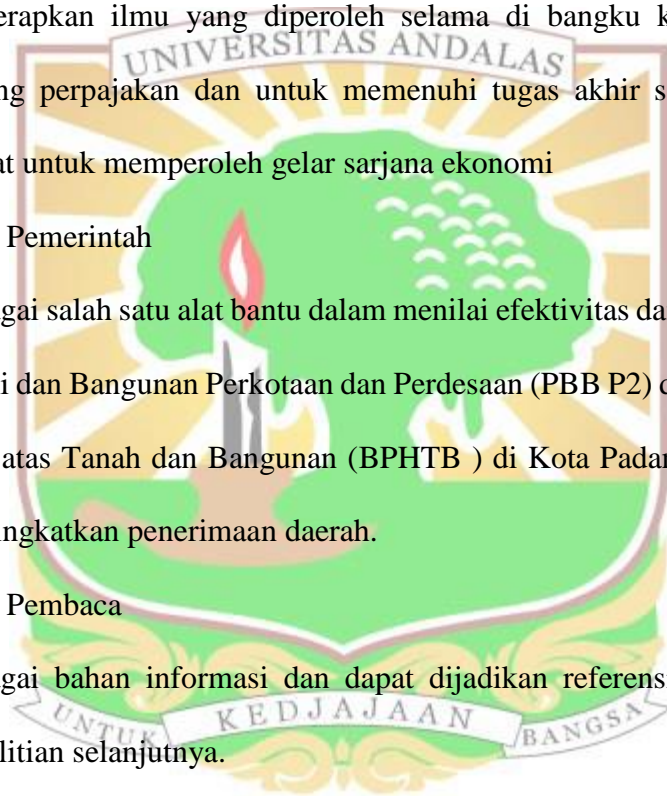 erapkan ilmu yang diperoleh selama di bangku k
UNIVERSITAS ANDALAS
ng perpajakan dan untuk memenuhi tugas akhir s
at untuk memperoleh gelar sarjana ekonomi
Pemerintah
gai salah satu alat bantu dalam menilai efektivitas da
i dan Bangunan Perkotaan dan Perdesaan (PBB P2) d
atas Tanah dan Bangunan (BPHTB ) di Kota Padan
ingkatkan penerimaan daerah.
Pembaca
gai bahan informasi dan dapat dijadikan referensi
UNTUK KEDJAJAAN BANGSA
elitian selanjutnya.